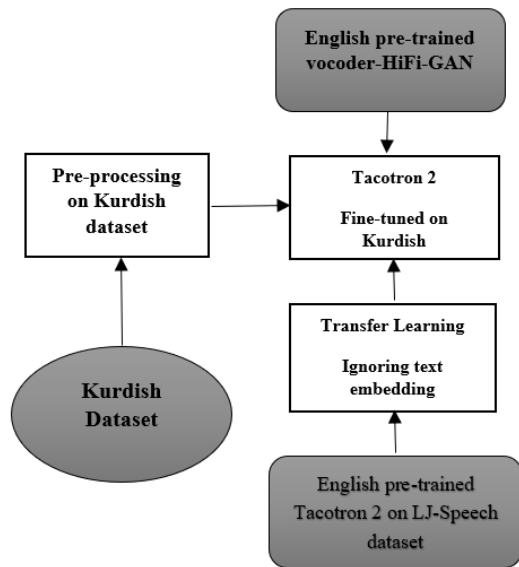 English pre-trained
vocoder-HiFi-GAN
Pre-processing
on Kurdish
dataset
Tacotron 2
Fine-tuned on
Kurdish
Transfer Learning
Ignoring text
embedding
Kurdish
Dataset
English pre-trained
Tacotron 2 on LJ-Speech
dataset